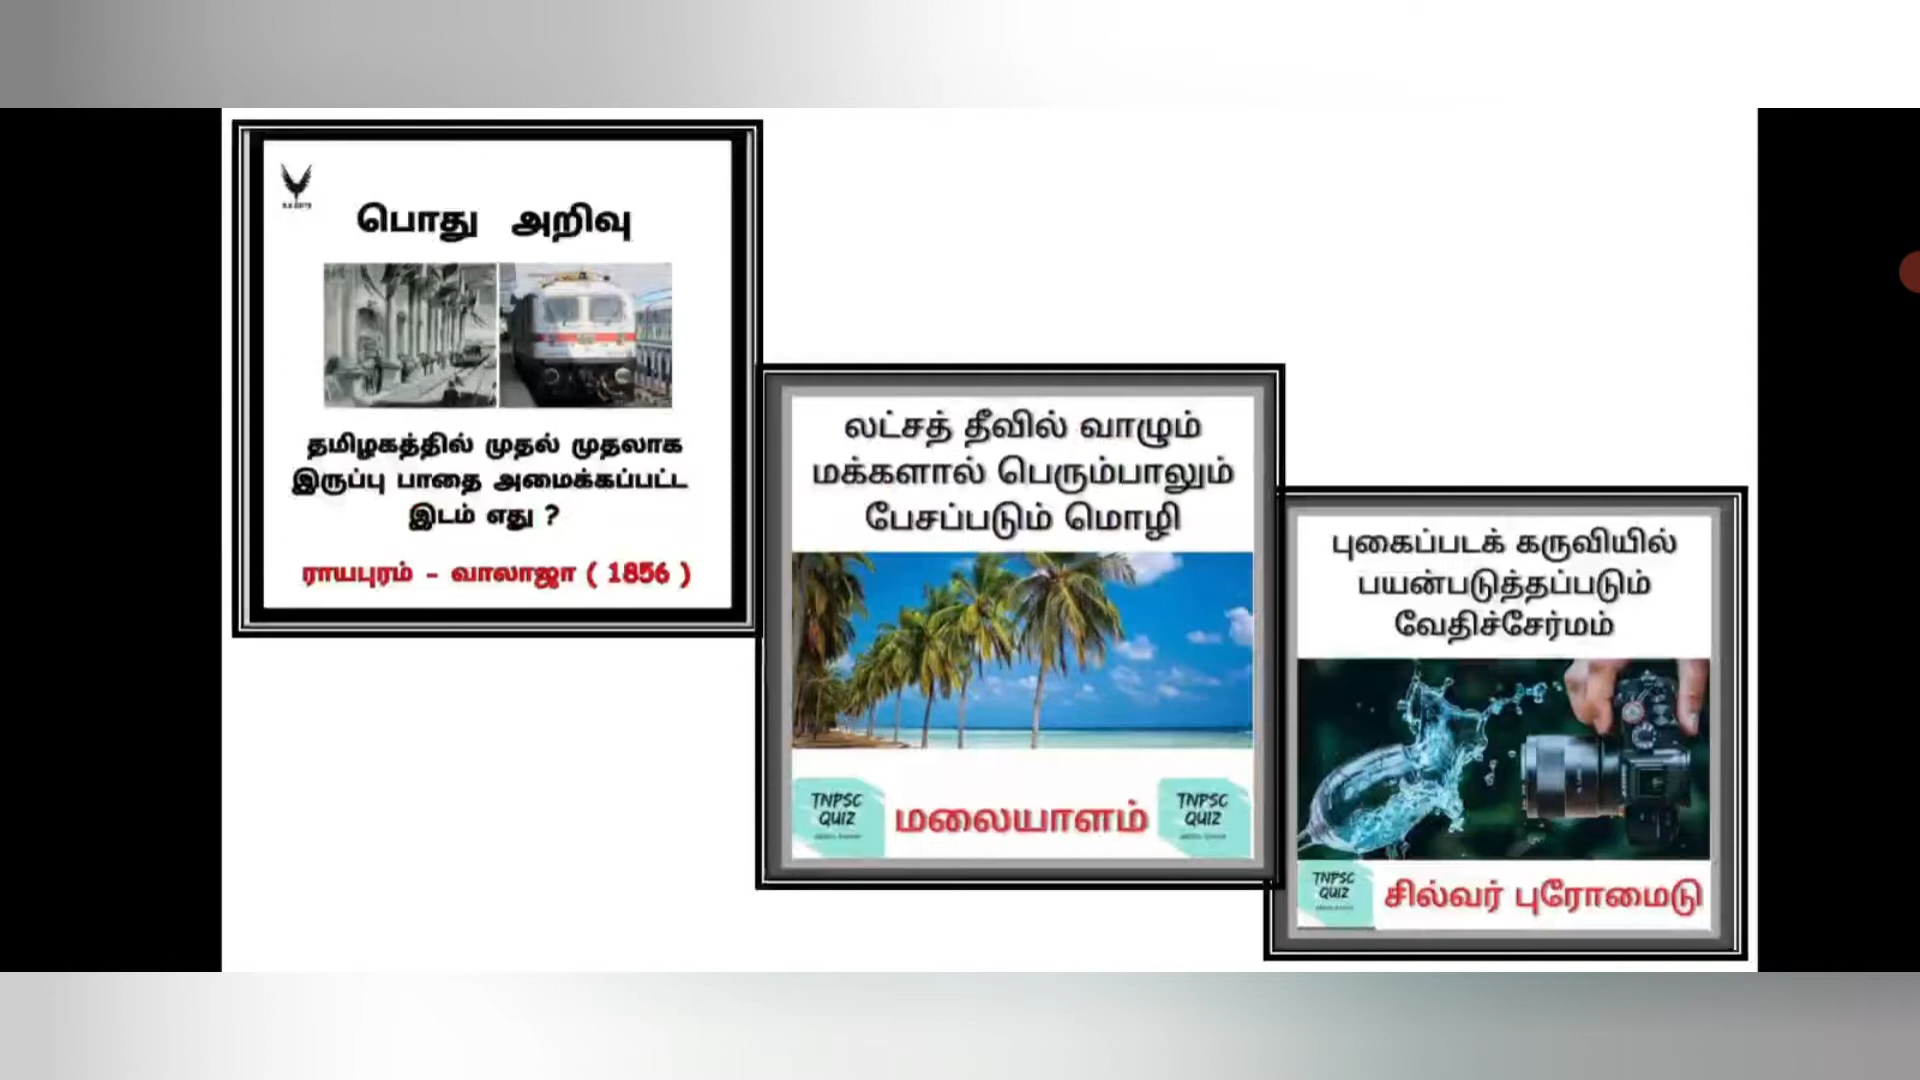 பொது அறிவு
தமிழகத்தில் முதல் முதலாக
இருப்பு பாதை அமைக்கப்பட்ட
இடம் எது ?
ராயபுரம் - வாலாஜா ( 1856 )
லட்சத் தீவில் வாழும்
மக்களால் பெரும்பாலும்
பேசப்படும் மொழி
TNPSC
QUIZ
மலையாளம்
TNPSC
QUIZ
புகைப்படக் கருவியில்
பயன்படுத்தப்படும்
வேதிச்சேர்மம்
TNPSC
QUIZ
சில்வர் புரோமைடு